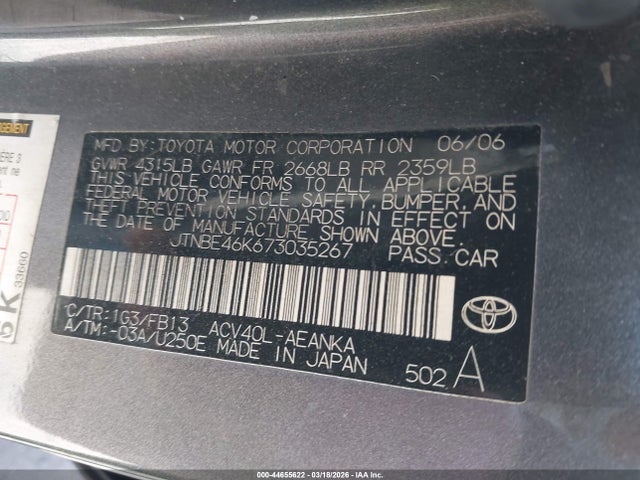 MFD BY: TOYOTA MOTOR CORPORATION 06/06
GVWR 4315LB GAWR FR 2668LB RR 2359LB
THIS VEHICLE CONFORMS TO ALL APPLICABLE
FEDERAL MOTOR VEHICLE SAFETY, BUMPER, AND
THEFT PREVENTION STANDARDS IN EFFECT ON
THE DATE OF MANUFACTURE SHOWN ABOVE.
JTNBE46K673035267 PASS.CAR
C/TR: 1G3/FB13 ACV40L-AEANKA
A/TM: -03A/U250E MADE IN JAPAN
502 A
33660
000-44655622 - 03/18/2026 - IAAI.COM